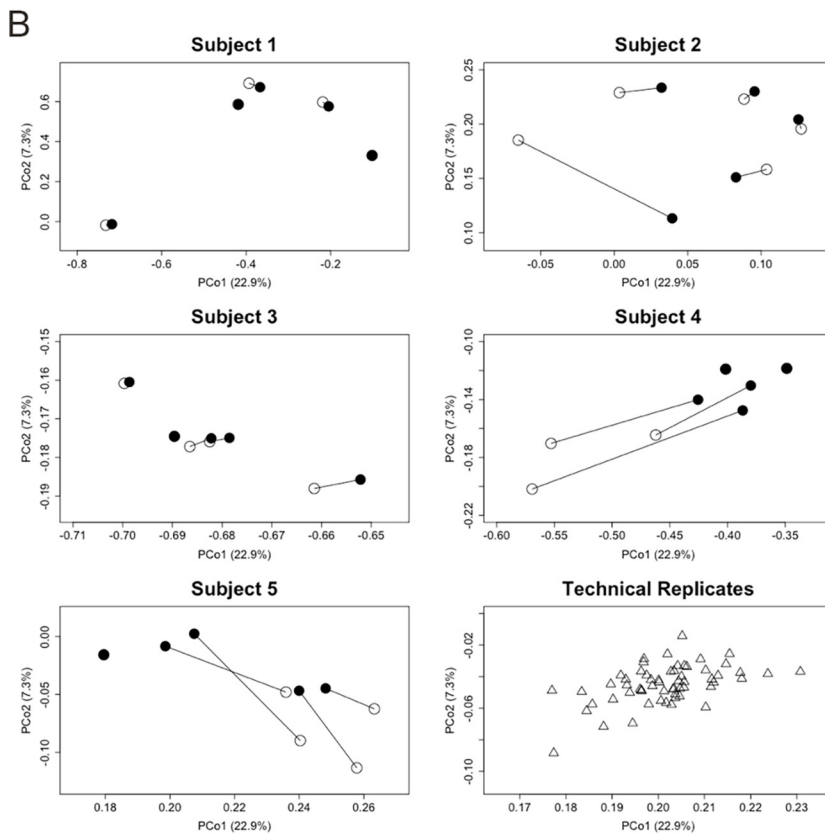 B
Subject 1
PCo2 (7.3%)
0.6
0.4
0.2
0.0
-0.8
-0.6
-0.4
-0.2
PCo1 (22.9%)
Subject 2
PCo2 (7.3%)
0.25
0.20
0.15
0.10
-0.05
0.00
0.05
0.10
PCo1 (22.9%)
Subject 3
PCo2 (7.3%)
-0.15
-0.16
-0.17
-0.18
-0.19
-0.71
-0.70
-0.69
-0.68
-0.67
-0.66
-0.65
PCo1 (22.9%)
Subject 4
PCo2 (7.3%)
-0.10
-0.14
-0.18
-0.22
-0.60
-0.55
-0.50
-0.45
-0.40
-0.35
PCo1 (22.9%)
Subject 5
PCo2 (7.3%)
0.00
-0.05
-0.10
0.18
0.20
0.22
0.24
0.26
PCo1 (22.9%)
Technical Replicates
PCo2 (7.3%)
-0.02
-0.06
-0.10
0.17
0.18
0.19
0.20
0.21
0.22
0.23
PCo1 (22.9%)